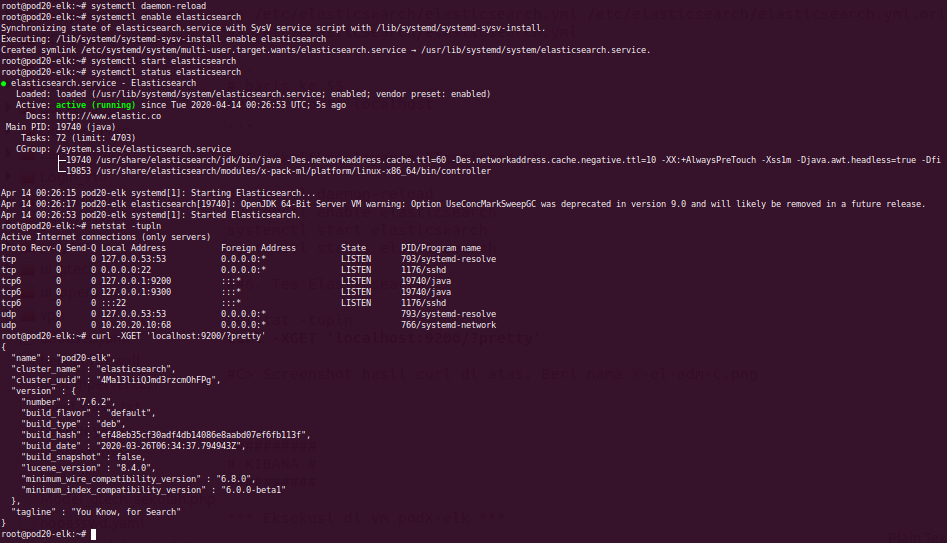 root@pod20-elk:~# systemctl daemon-reload
root@pod20-elk:~# systemctl enable elasticsearch
Synchronizing state of elasticsearch.service with SysV service script with /lib/systemd/systemd-sysv-install.
Executing: /lib/systemd/systemd-sysv-install enable elasticsearch
Created symlink /etc/systemd/system/multi-user.target.wants/elasticsearch.service → /usr/lib/systemd/system/elasticsearch.service.
root@pod20-elk:~# systemctl start elasticsearch
root@pod20-elk:~# systemctl status elasticsearch
● elasticsearch.service - Elasticsearch
   Loaded: loaded (/usr/lib/systemd/system/elasticsearch.service; enabled; vendor preset: enabled)
   Active: active (running) since Tue 2020-04-14 00:26:53 UTC; 5s ago
     Docs: http://www.elastic.co
 Main PID: 19740 (java)
    Tasks: 72 (limit: 4703)
   CGroup: /system.slice/elasticsearch.service
           ├─19740 /usr/share/elasticsearch/jdk/bin/java -Des.networkaddress.cache.ttl=60 -Des.networkaddress.cache.negative.ttl=10 -XX:+AlwaysPreTouch -Xss1m -Djava.awt.headless=true -Dfi
           └─19853 /usr/share/elasticsearch/modules/x-pack-ml/platform/linux-x86_64/bin/controller

Apr 14 00:26:15 pod20-elk systemd[1]: Starting Elasticsearch...
Apr 14 00:26:17 pod20-elk elasticsearch[19740]: OpenJDK 64-Bit Server VM warning: Option UseConcMarkSweepGC was deprecated in version 9.0 and will likely be removed in a future release.
Apr 14 00:26:53 pod20-elk systemd[1]: Started Elasticsearch.
root@pod20-elk:~# netstat -tupln
Active Internet connections (only servers)
Proto Recv-Q Send-Q Local Address           Foreign Address         State       PID/Program name
tcp        0      0 127.0.0.53:53           0.0.0.0:*               LISTEN      793/systemd-resolve
tcp        0      0 0.0.0.0:22              0.0.0.0:*               LISTEN      1176/sshd
tcp6       0      0 127.0.0.1:9200          :::*                    LISTEN      19740/java
tcp6       0      0 127.0.0.1:9300          :::*                    LISTEN      19740/java
tcp6       0      0 :::22                   :::*                    LISTEN      1176/sshd
udp        0      0 127.0.0.53:53           0.0.0.0:*                           793/systemd-resolve
udp        0      0 10.20.20.10:68          0.0.0.0:*                           766/systemd-network
root@pod20-elk:~# curl -XGET 'localhost:9200/?pretty'
{
  "name" : "pod20-elk",
  "cluster_name" : "elasticsearch",
  "cluster_uuid" : "4Ma13liiQJmd3rzcmOhFPg",
  "version" : {
    "number" : "7.6.2",
    "build_flavor" : "default",
    "build_type" : "deb",
    "build_hash" : "ef48eb35cf30adf4db14086e8aabd07ef6fb113f",
    "build_date" : "2020-03-26T06:34:37.794943Z",
    "build_snapshot" : false,
    "lucene_version" : "8.4.0",
    "minimum_wire_compatibility_version" : "6.8.0",
    "minimum_index_compatibility_version" : "6.0.0-beta1"
  },
  "tagline" : "You Know, for Search"
}
root@pod20-elk:~#